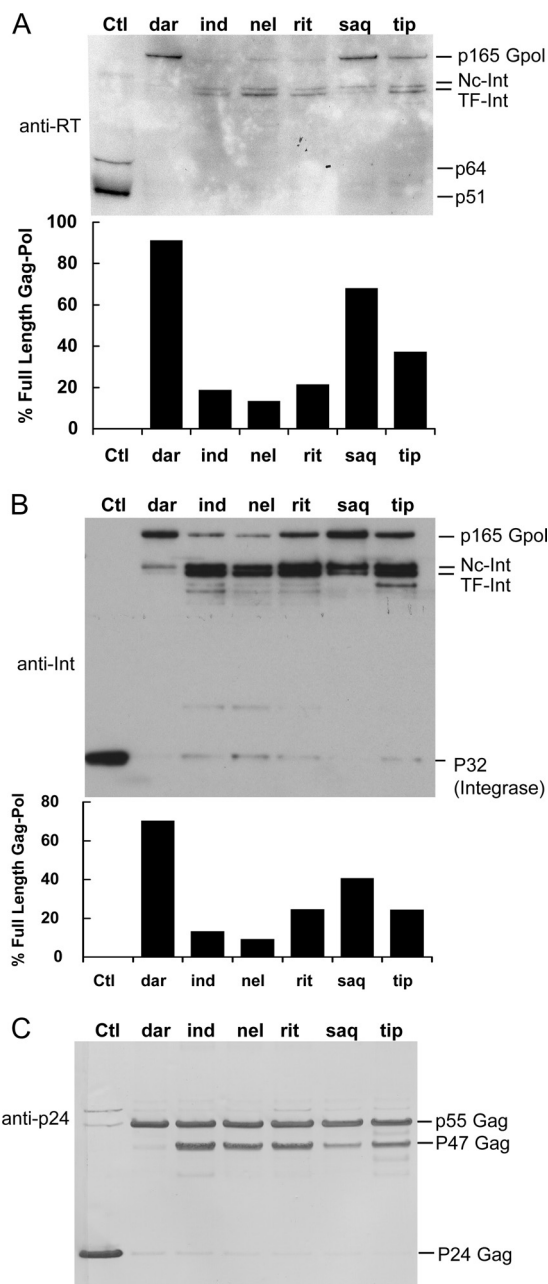 A
Ctl dar ind nel rit saq tip
p165 Gpol
Nc-Int
TF-Int
anti-RT
p64
p51
% Full Length Gag-Pol
100
80
60
40
20
0
Ctl dar ind nel rit saq tip
B
Ctl dar ind nel rit saq tip
p165 Gpol
Nc-Int
TF-Int
anti-Int
P32
(Integrase)
% Full Length Gag-Pol
80
60
40
20
0
Ctl dar ind nel rit saq tip
C
Ctl dar ind nel rit saq tip
anti-p24
p55 Gag
P47 Gag
P24 Gag